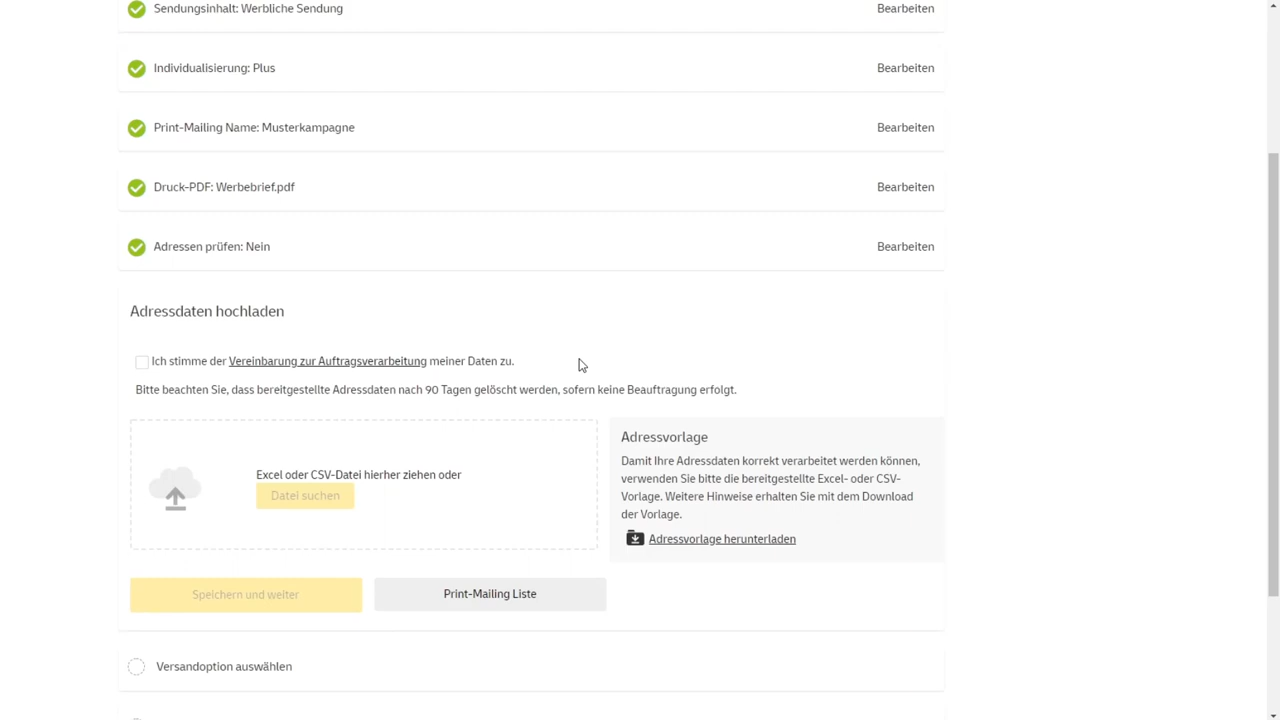 Sendungsinhalt: Werbliche Sendung
Bearbeiten
Individualisierung: Plus
Bearbeiten
Print-Mailing Name: Musterkampagne
Bearbeiten
Druck-PDF: Werbebrief.pdf
Bearbeiten
Adressen prüfen: Nein
Bearbeiten
Adressdaten hochladen
Ich stimme der Vereinbarung zur Auftragsverarbeitung meiner Daten zu.
Bitte beachten Sie, dass bereitgestellte Adressdaten nach 90 Tagen gelöscht werden, sofern keine Beauftragung erfolgt.
Excel oder CSV-Datei hierher ziehen oder
Datei suchen
Adressvorlage
Damit Ihre Adressdaten korrekt verarbeitet werden können,
verwenden Sie bitte die bereitgestellte Excel- oder CSV-
Vorlage. Weitere Hinweise erhalten Sie mit dem Download
der Vorlage.
Adressvorlage herunterladen
Speichern und weiter
Print-Mailing Liste
Versandoption auswählen